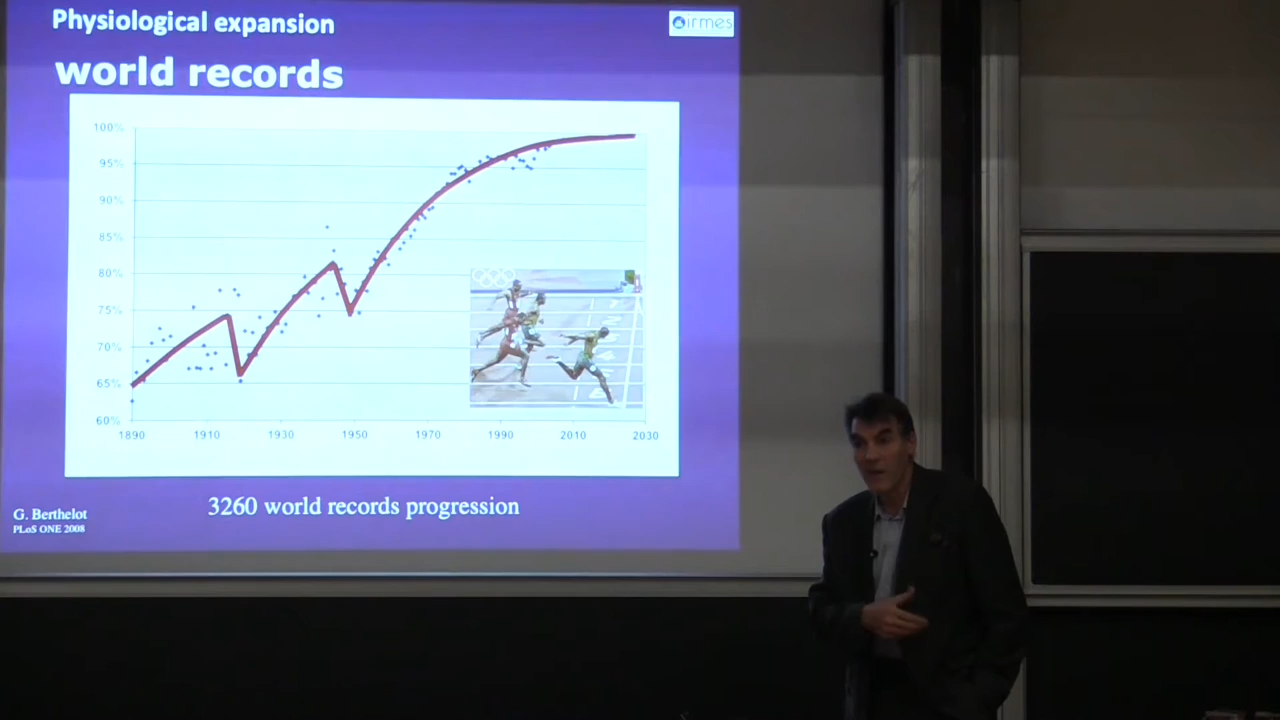 Physiological expansion
irmes
world records
100%
95%
90%
85%
80%
75%
70%
65%
60%
1890
1910
1930
1950
1970
1990
2010
2030
3260 world records progression
G. Berthelot
PLoS ONE 2008